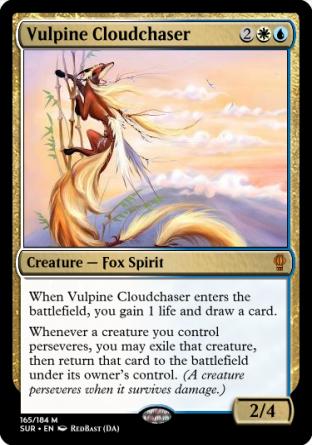 Vulpine Cloudchaser 2
Creature — Fox Spirit
When Vulpine Cloudchaser enters the
battlefield, you gain 1 life and draw a card.
Whenever a creature you control
perseveres, you may exile that creature,
then return that card to the battlefield
under its owner's control. (A creature
perseveres when it survives damage.)
2/4
165/184 M
SUR • EN REDBAST (DA)